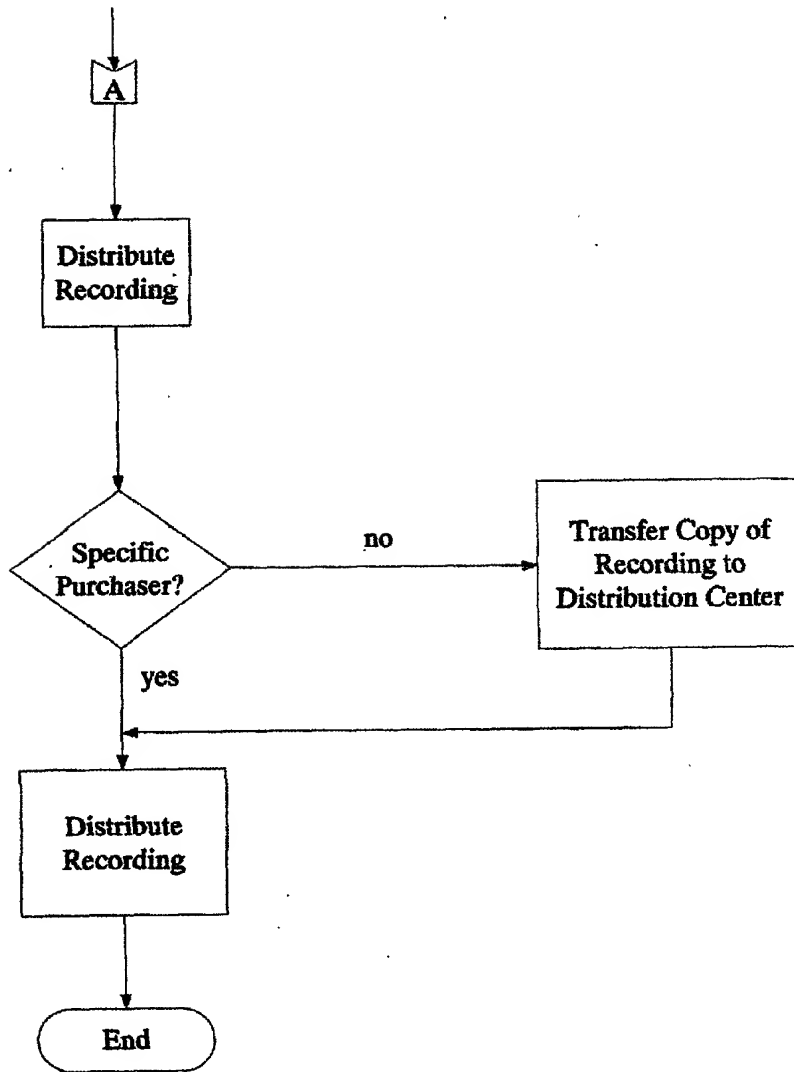 A
Distribute
Recording
Specific
Purchaser?
no
Transfer Copy of
Recording to
Distribution Center
yes
Distribute
Recording
End